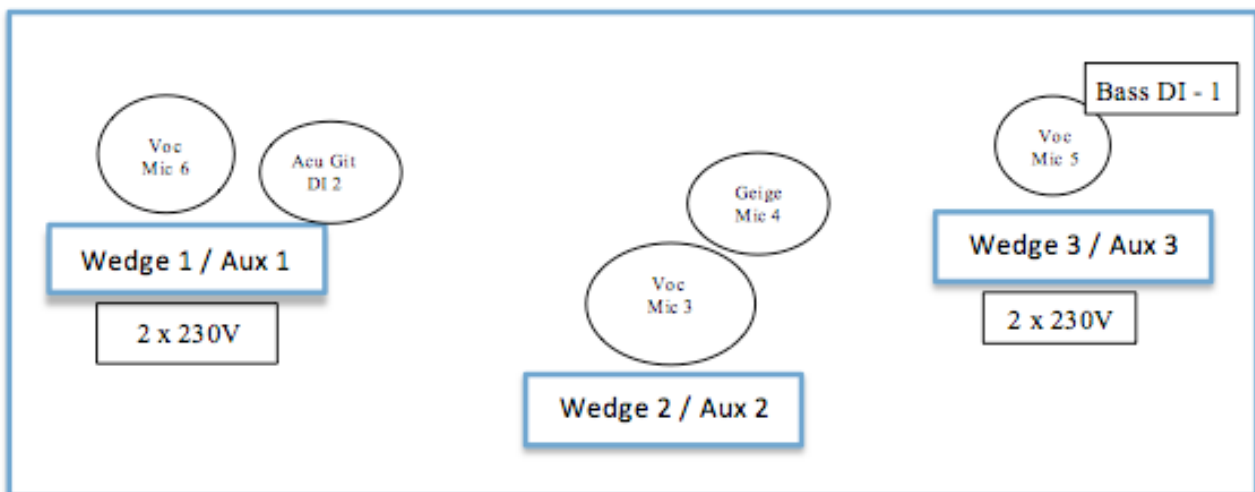 Voc
Mic 6
Acu Git
DI 2
Wedge 1 / Aux 1
2 x 230V
Geige
Mic 4
Voc
Mic 3
Wedge 2 / Aux 2
Bass DI - 1
Voc
Mic 5
Wedge 3 / Aux 3
2 x 230V